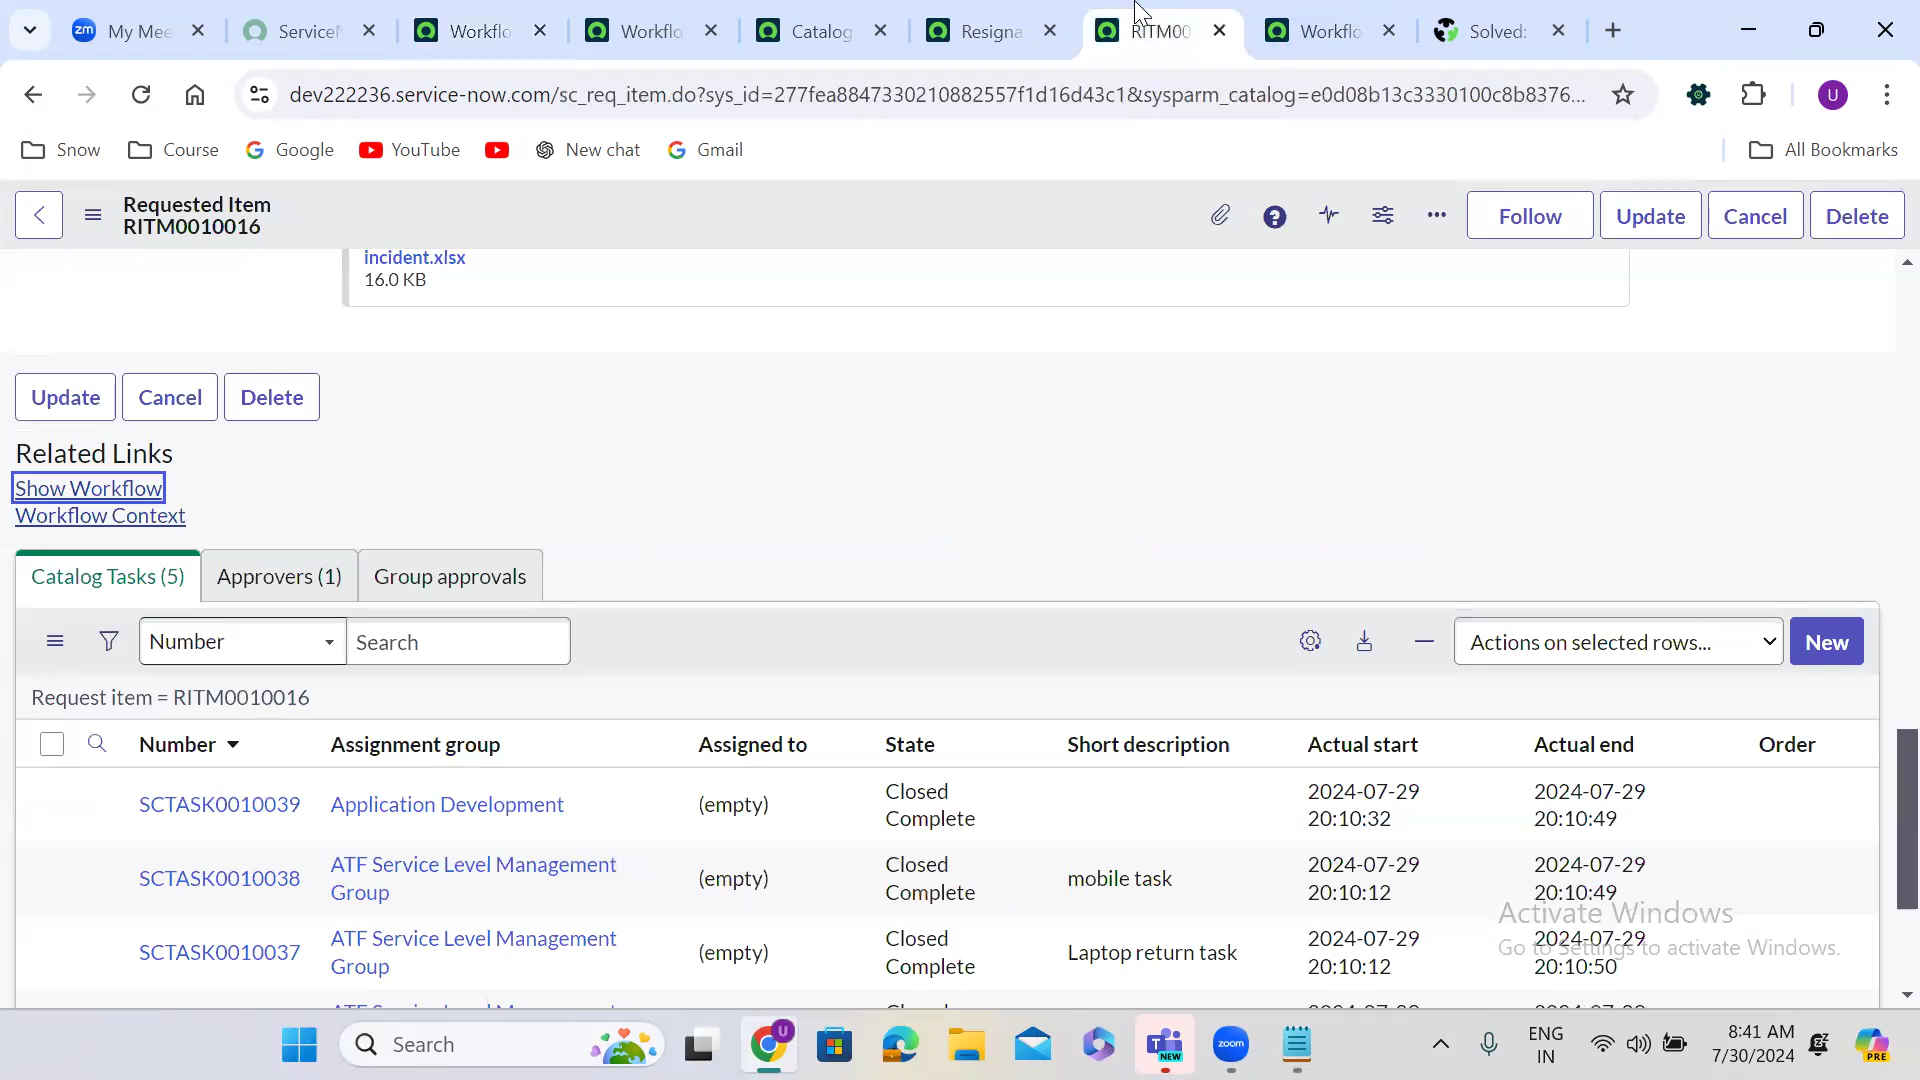 zm My Mee
ServiceN
Workflo
Workflo
Catalog
Resigna
RITM00
Workflo
Solved:
dev222236.service-now.com/sc_req_item.do?sys_id=277fea8847330210882557f1d16d43c1&sysparm_catalog=e0d08b13c3330100c8b8376...
U
Snow
Course
Google
YouTube
New chat
Gmail
All Bookmarks
Requested Item
RITM0010016
Follow
Update
Cancel
Delete
incident.xlsx
16.0 KB
Update
Cancel
Delete
Related Links
Show Workflow
Workflow Context
Catalog Tasks (5)
Approvers (1)
Group approvals
Number
Search
Actions on selected rows...
New
Request item = RITM0010016
Number Assignment group Assigned to State Short description Actual start Actual end Order
SCTASK0010039 Application Development (empty) Closed Complete 2024-07-29 20:10:32 2024-07-29 20:10:49
SCTASK0010038 ATF Service Level Management Group (empty) Closed Complete mobile task 2024-07-29 20:10:12 2024-07-29 20:10:49
SCTASK0010037 ATF Service Level Management Group (empty) Closed Complete Laptop return task 2024-07-29 20:10:12 2024-07-29 20:10:50
Activate Windows
Go to Settings to activate Windows.
Search
U
NEW
zoom
ENG
IN
8:41 AM
7/30/2024
PRE